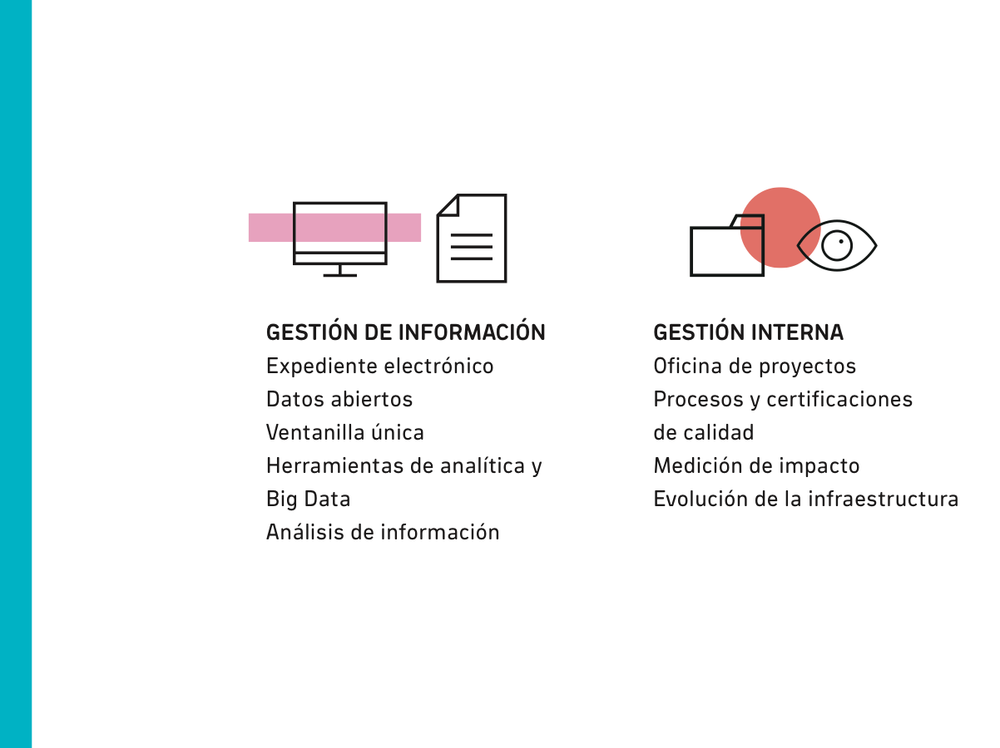 GESTIÓN DE INFORMACIÓN
Expediente electrónico
Datos abiertos
Ventanilla única
Herramientas de analítica y
Big Data
Análisis de información
GESTIÓN INTERNA
Oficina de proyectos
Procesos y certificaciones
de calidad
Medición de impacto
Evolución de la infraestructura